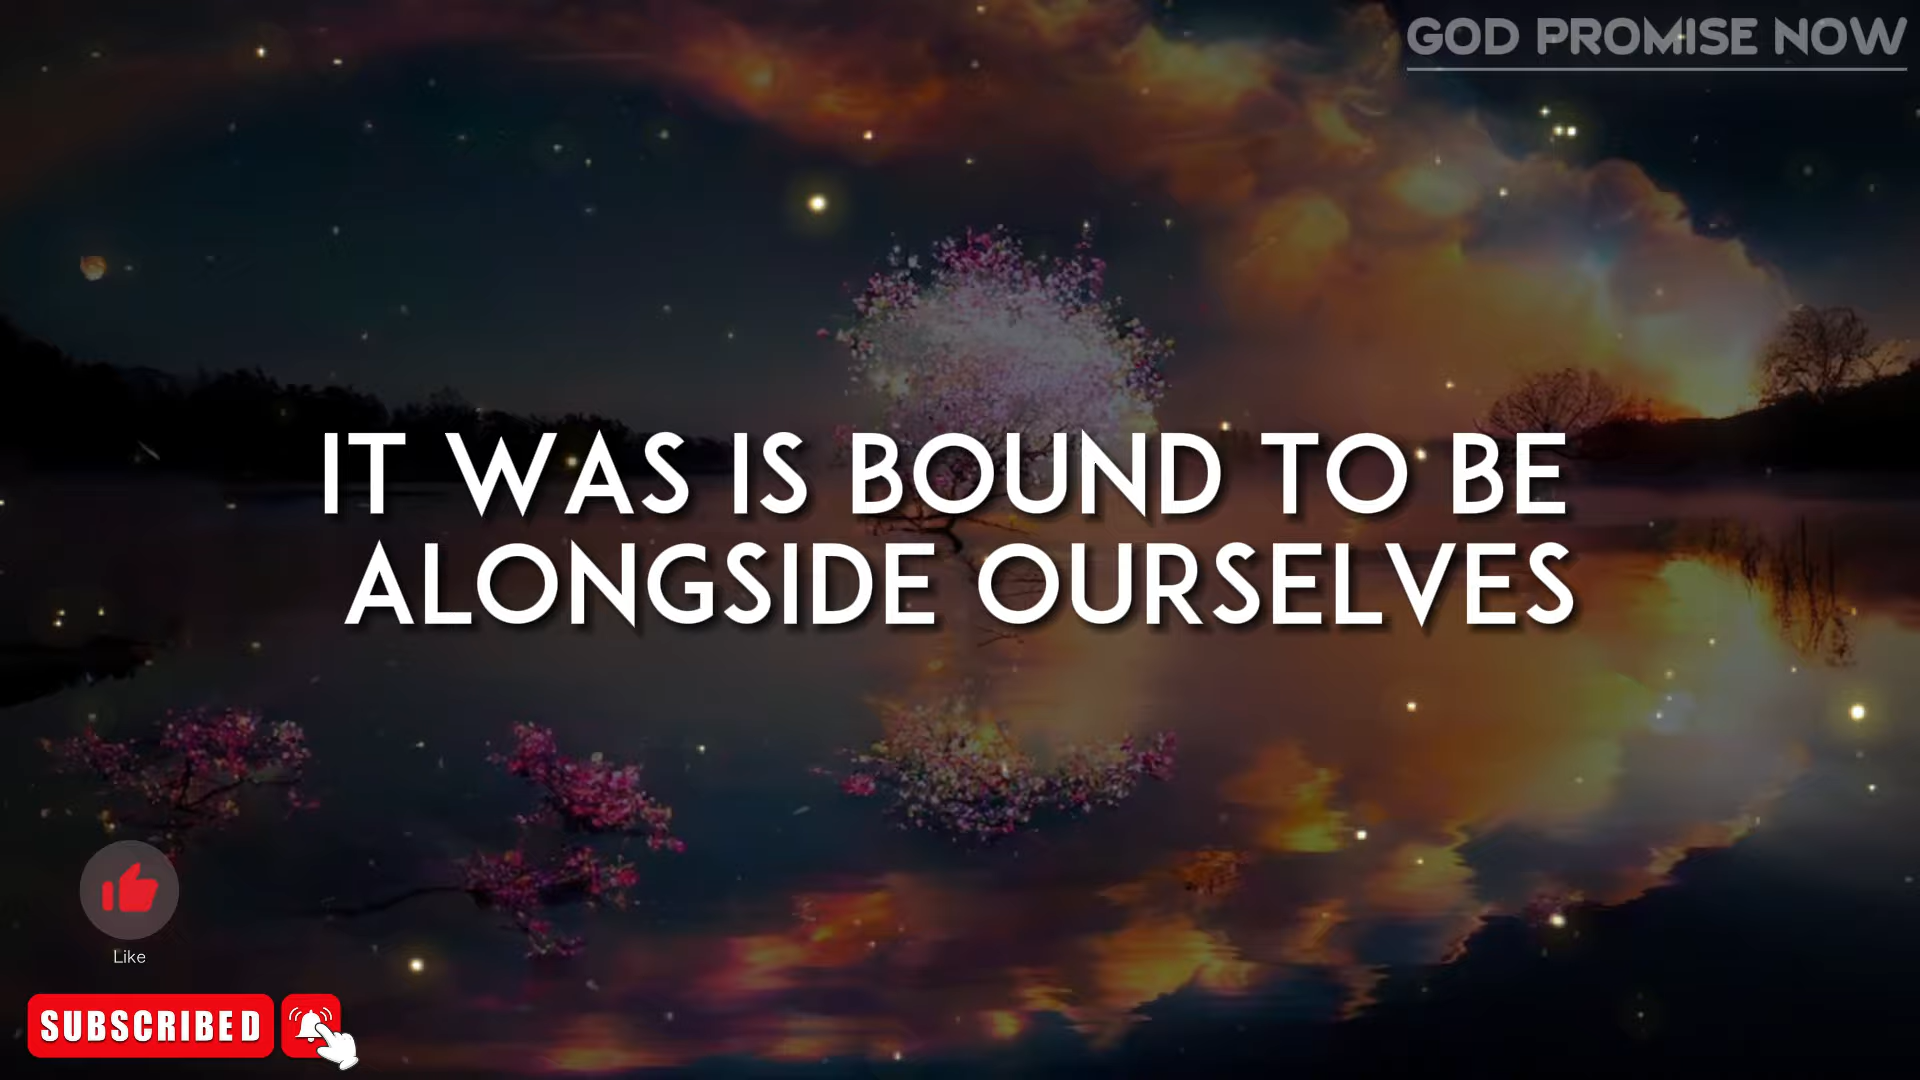 GOD PROMISE NOW
IT WAS IS BOUND TO BE
ALONGSIDE OURSELVES
Like
SUBSCRIBED